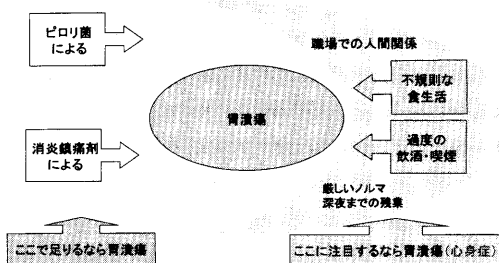 ピロリ菌
による
職場での人間関係
不規則な
食生活
胃潰瘍
消炎鎮痛剤
による
過度の
飲酒・喫煙
厳しいノルマ
深夜までの残業
ここで足りるなら胃潰瘍
ここに注目するなら胃潰瘍(心身症)